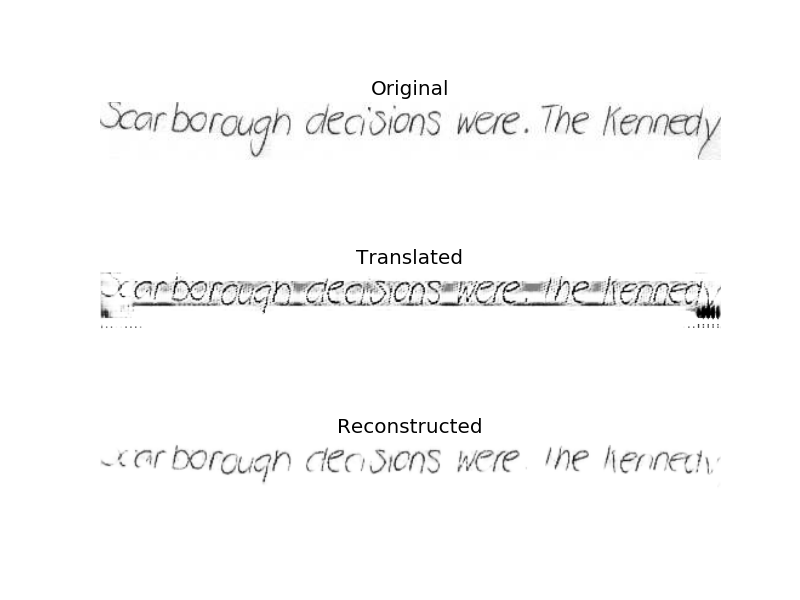 Original
Scarborough decisions were. The Kennedy
Translated
Scarborough decisions were. The Kennedy
Reconstructed
Scarborough decisions were The Kennedy